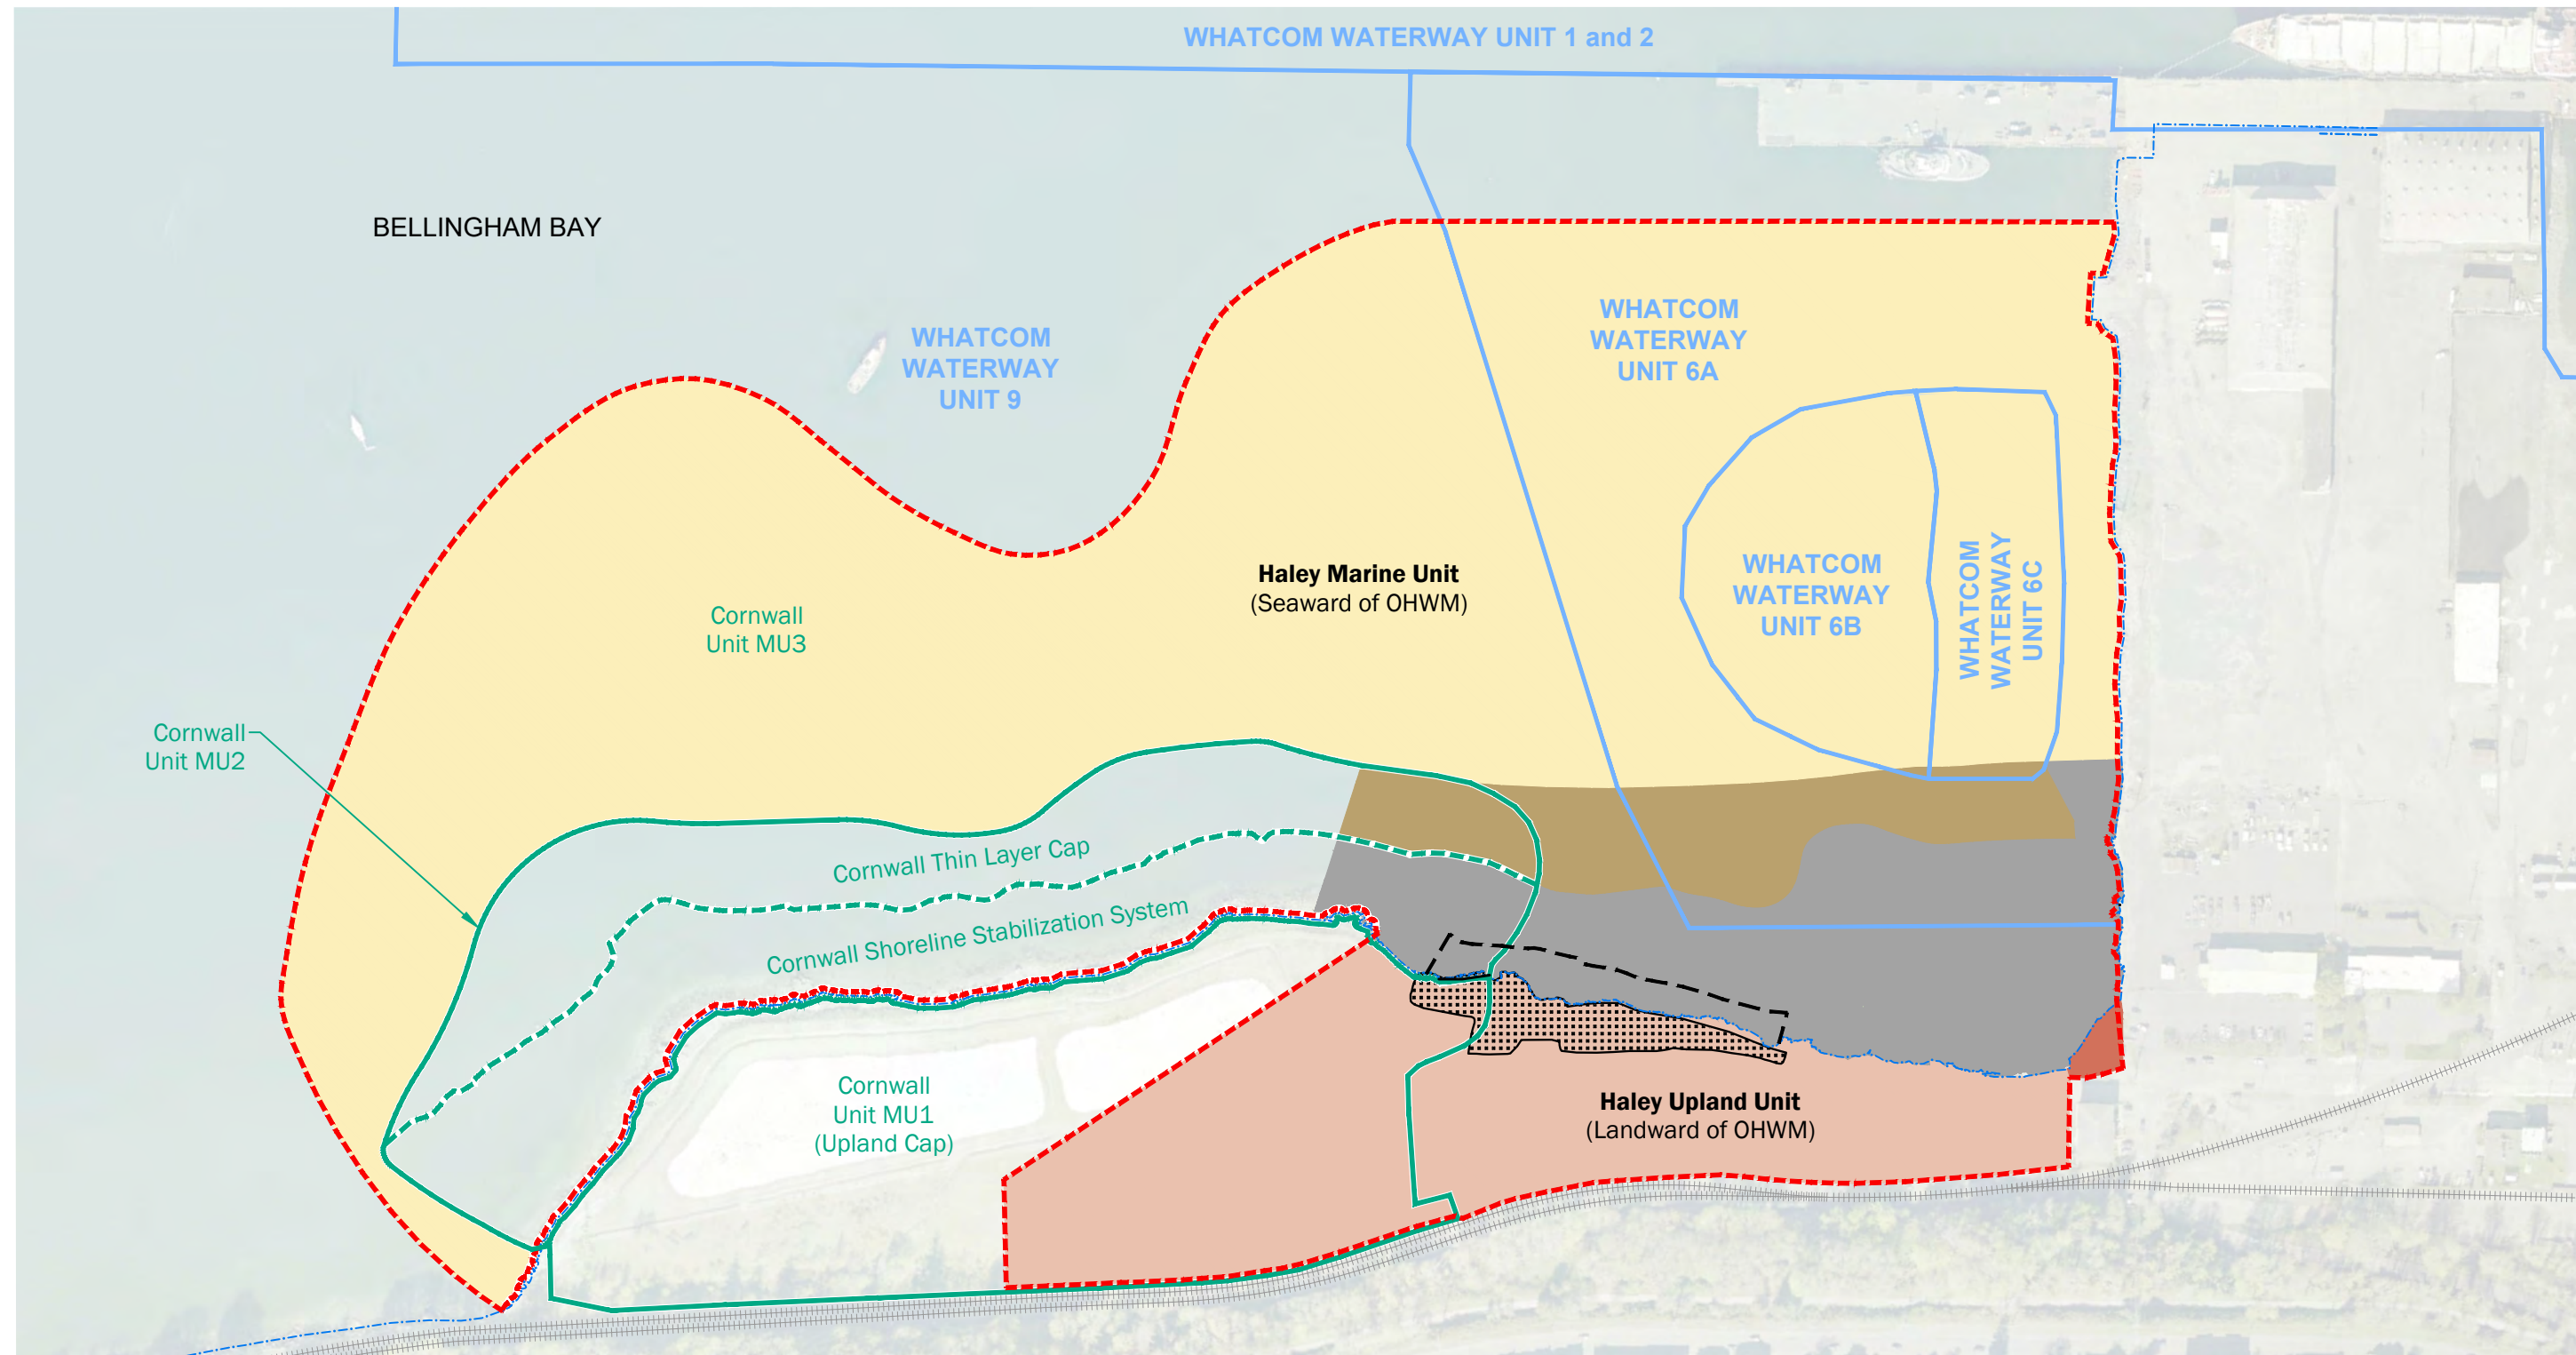 WHATCOM WATERWAY UNIT 1 and 2
BELLINGHAM BAY
WHATCOM
WATERWAY
UNIT 9
WHATCOM
WATERWAY
UNIT 6A
WHATCOM
WATERWAY
UNIT 6B
WHATCOM
WATERWAY
UNIT 6C
Haley Marine Unit
(Seaward of OHWM)
Cornwall
Unit MU3
Cornwall
Unit MU2
Cornwall Thin Layer Cap
Cornwall Shoreline Stabilization System
Cornwall
Unit MU1
(Upland Cap)
Haley Upland Unit
(Landward of OHWM)